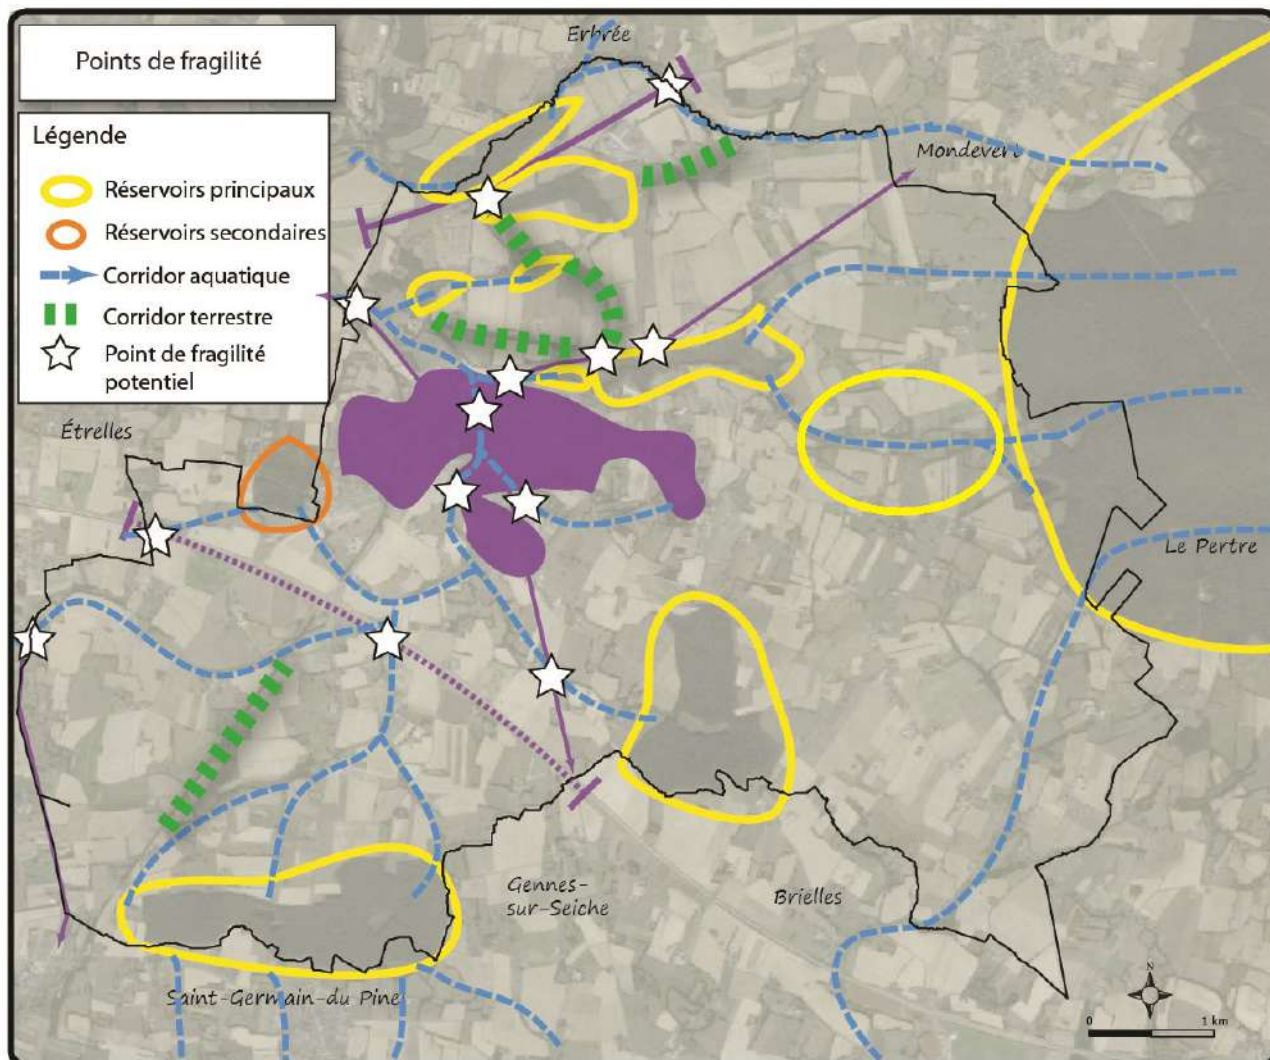 Points de fragilité
Légende
Réservoirs principaux
Réservoirs secondaires
Corridor aquatique
Corridor terrestre
Point de fragilité
potentiel
Erbrée
Mondevert
Étrelles
Le Pertre
Gennes-
sur-Seiche
Brielles
Saint-Germain-du Pine
N
0 1 km